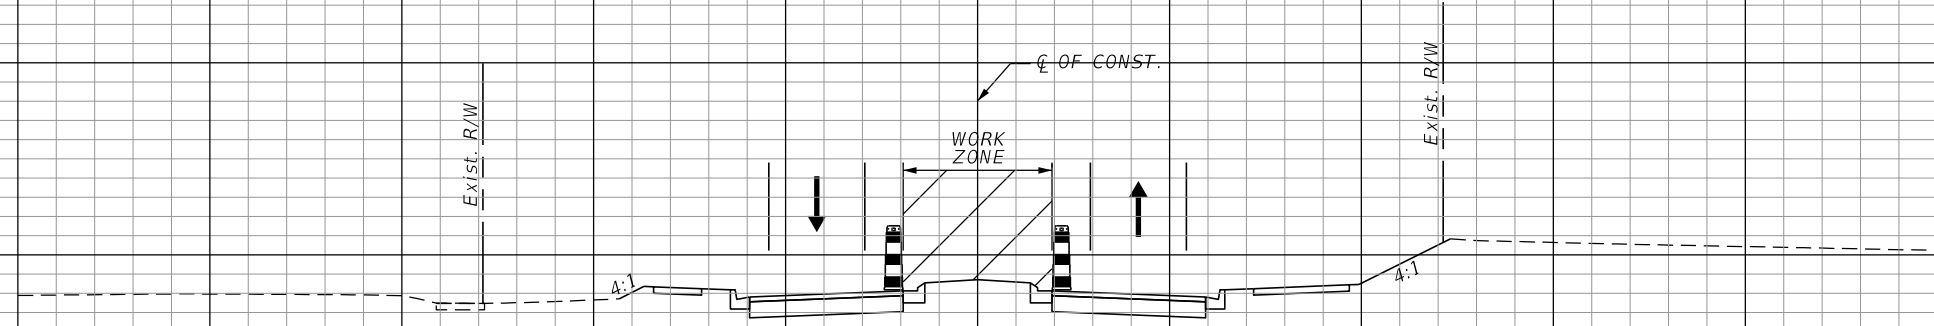 ℄ OF CONST.
Exist. R/W
Exist. R/W
WORK
ZONE
4:1
4:1